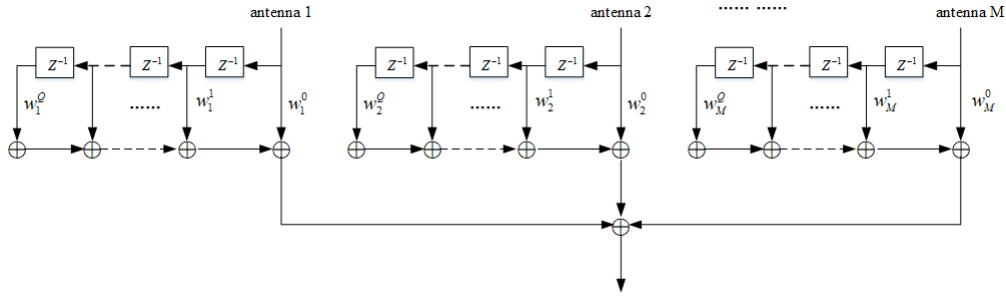 antenna 1 antenna 2 ...... ...... antenna M
Z⁻¹ Z⁻¹ Z⁻¹ Z⁻¹ Z⁻¹ Z⁻¹ Z⁻¹ Z⁻¹ Z⁻¹
w₁^Q ...... w₁¹ w₁⁰ w₂^Q ...... w₂¹ w₂⁰ w_M^Q ...... w_M¹ w_M⁰